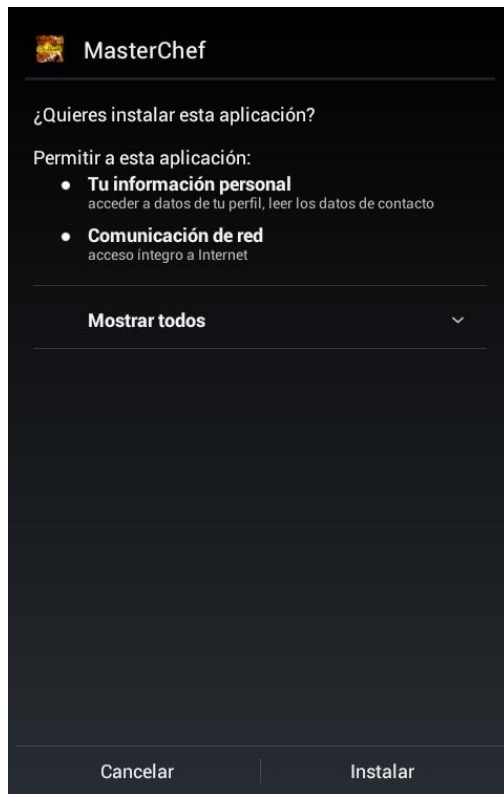 MasterChef
¿Quieres instalar esta aplicación?
Permitir a esta aplicación:
● Tu información personal
acceder a datos de tu perfil, leer los datos de contacto
● Comunicación de red
acceso íntegro a Internet
Mostrar todos
Cancelar
Instalar